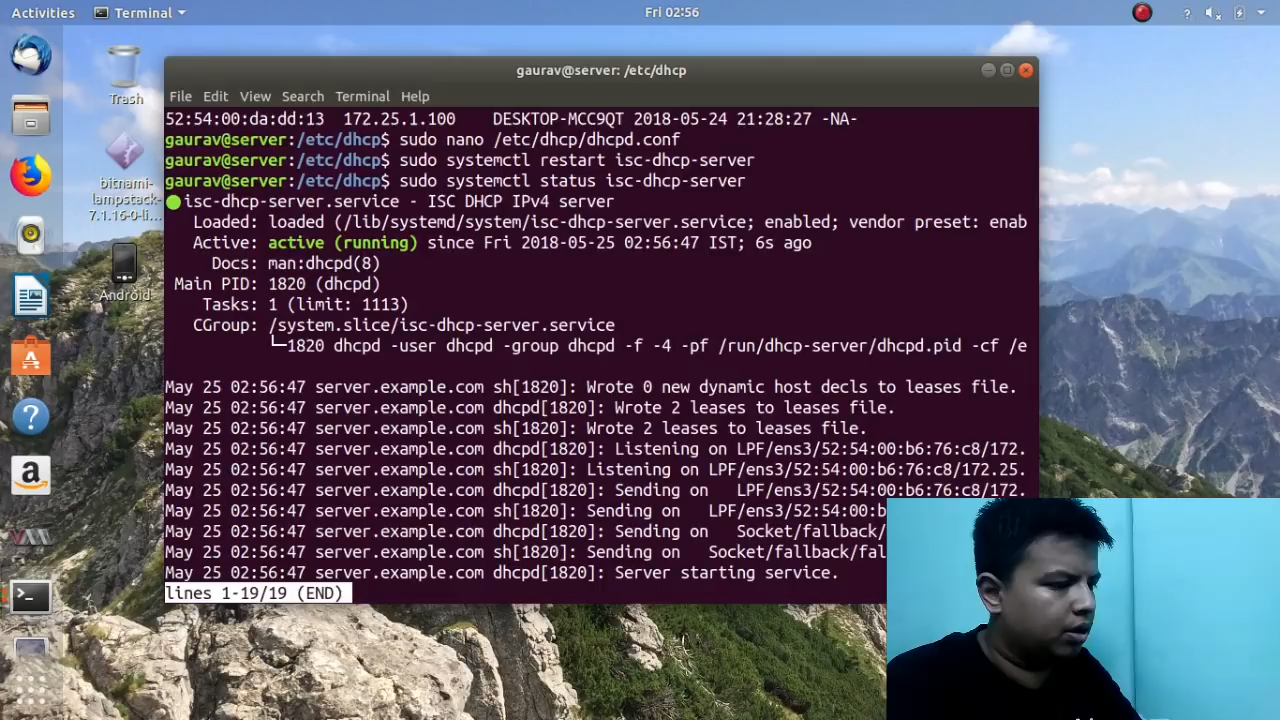 Activities
Terminal
Fri 02:56
?
Trash
bitnami-
lampstack-
7.1.16-0-li...
Android
gaurav@server: /etc/dhcp
File Edit View Search Terminal Help
52:54:00:da:dd:13 172.25.1.100 DESKTOP-MCC9QT 2018-05-24 21:28:27 -NA-
gaurav@server:/etc/dhcp$ sudo nano /etc/dhcp/dhcpd.conf
gaurav@server:/etc/dhcp$ sudo systemctl restart isc-dhcp-server
gaurav@server:/etc/dhcp$ sudo systemctl status isc-dhcp-server
isc-dhcp-server.service - ISC DHCP IPv4 server
Loaded: loaded (/lib/systemd/system/isc-dhcp-server.service; enabled; vendor preset: enab
Active: active (running) since Fri 2018-05-25 02:56:47 IST; 6s ago
Docs: man:dhcpd(8)
Main PID: 1820 (dhcpd)
Tasks: 1 (limit: 1113)
CGroup: /system.slice/isc-dhcp-server.service
└─1820 dhcpd -user dhcpd -group dhcpd -f -4 -pf /run/dhcp-server/dhcpd.pid -cf /e
May 25 02:56:47 server.example.com sh[1820]: Wrote 0 new dynamic host decls to leases file.
May 25 02:56:47 server.example.com dhcpd[1820]: Wrote 2 leases to leases file.
May 25 02:56:47 server.example.com sh[1820]: Wrote 2 leases to leases file.
May 25 02:56:47 server.example.com dhcpd[1820]: Listening on LPF/ens3/52:54:00:b6:76:c8/172.
May 25 02:56:47 server.example.com sh[1820]: Listening on LPF/ens3/52:54:00:b6:76:c8/172.25.
May 25 02:56:47 server.example.com dhcpd[1820]: Sending on LPF/ens3/52:54:00:b6:76:c8/172.
May 25 02:56:47 server.example.com sh[1820]: Sending on LPF/ens3/52:54:00:b
May 25 02:56:47 server.example.com dhcpd[1820]: Sending on Socket/fallback/
May 25 02:56:47 server.example.com sh[1820]: Sending on Socket/fallback/fal
May 25 02:56:47 server.example.com dhcpd[1820]: Server starting service.
lines 1-19/19 (END)